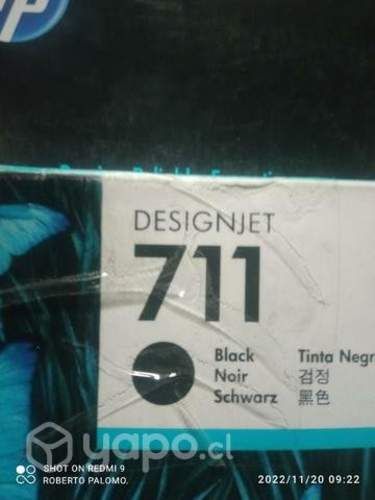 hp
DESIGNJET
711
Black Tinta Negr
Noir 검정
Schwarz 黑色
yapo.cl
SHOT ON REDMI 9
ROBERTO PALOMO.
2022/11/20 09:22